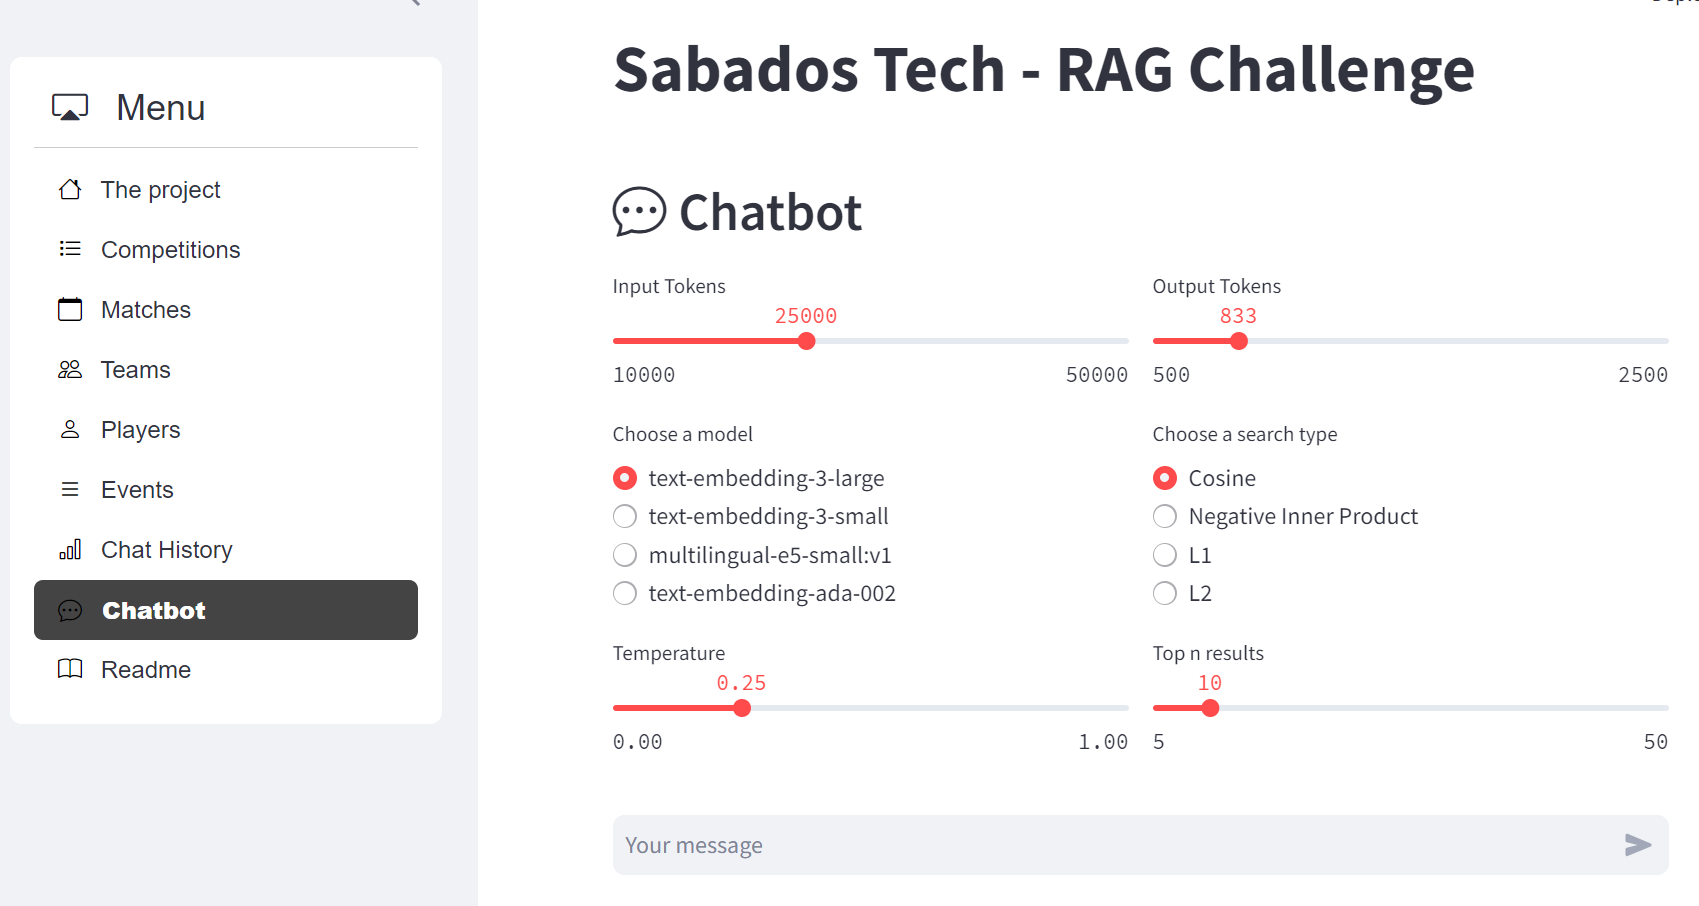 Sabados Tech - RAG Challenge
Menu
The project
Competitions
Matches
Teams
Players
Events
Chat History
Chatbot
Readme
Chatbot
Input Tokens
25000
10000 50000
Output Tokens
833
500 2500
Choose a model
text-embedding-3-large
text-embedding-3-small
multilingual-e5-small:v1
text-embedding-ada-002
Choose a search type
Cosine
Negative Inner Product
L1
L2
Temperature
0.25
0.00 1.00
Top n results
10
5 50
Your message